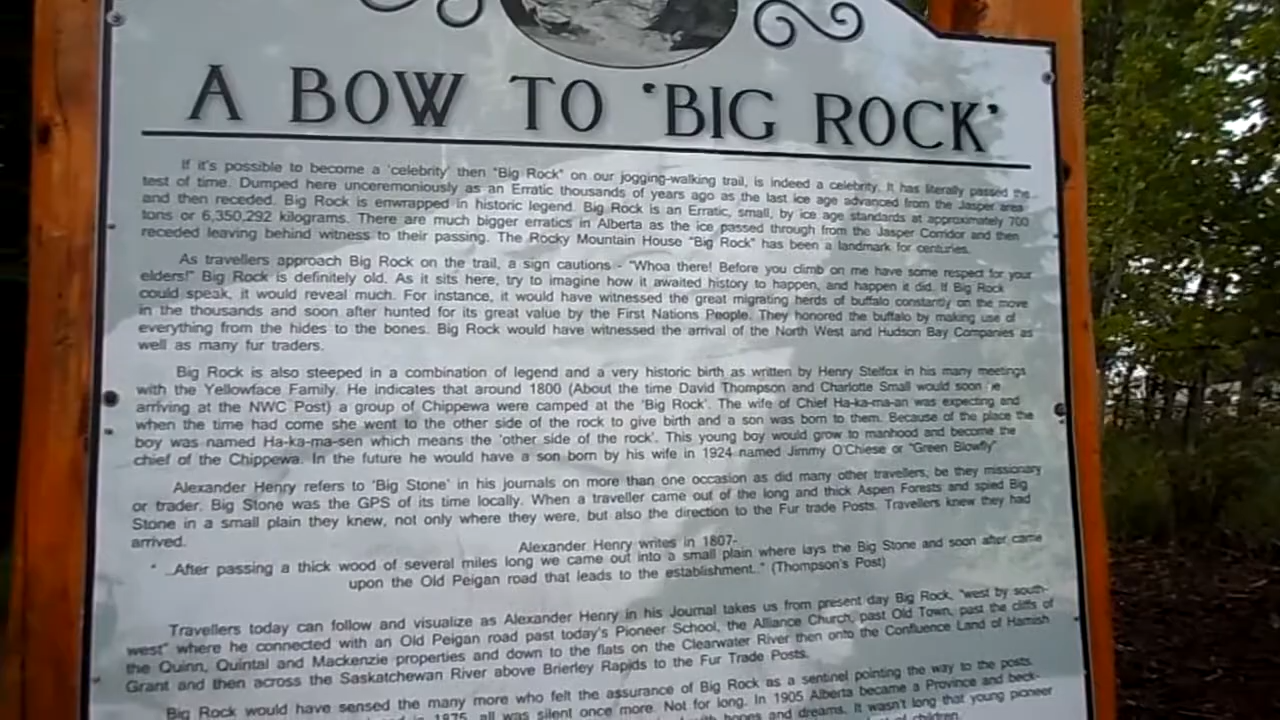 A BOW TO 'BIG ROCK'
If it's possible to become a 'celebrity' then "Big Rock" on our jogging-walking trail, is indeed a celebrity. It has literally passed the
test of time. Dumped here unceremoniously as an Erratic thousands of years ago as the last ice age advanced from the Jasper area
and then receded. Big Rock is enwrapped in historic legend. Big Rock is an Erratic, small, by ice age standards at approximately 700
tons or 6,350,292 kilograms. There are much bigger erratics in Alberta as the ice passed through from the Jasper Corridor and then
receded leaving behind witness to their passing. The Rocky Mountain House "Big Rock" has been a landmark for centuries.
As travellers approach Big Rock on the trail, a sign cautions - "Whoa there! Before you climb on me have some respect for your
elders!" Big Rock is definitely old. As it sits here, try to imagine how it awaited history to happen, and happen it did. If Big Rock
could speak, it would reveal much. For instance, it would have witnessed the great migrating herds of buffalo constantly on the move
in the thousands and soon after hunted for its great value by the First Nations People. They honored the buffalo by making use of
everything from the hides to the bones. Big Rock would have witnessed the arrival of the North West and Hudson Bay Companies as
well as many fur traders.
Big Rock is also steeped in a combination of legend and a very historic birth as written by Henry Stelfox in his many meetings
with the Yellowface Family. He indicates that around 1800 (About the time David Thompson and Charlotte Small would soon
arriving at the NWC Post) a group of Chippewa were camped at the 'Big Rock'. The wife of Chief Ha-ka-ma-an was expecting and
when the time had come she went to the other side of the rock to give birth and a son was born to them. Because of the place the
boy was named Ha-ka-ma-sen which means the 'other side of the rock'. This young boy would grow to manhood and become the
chief of the Chippewa. In the future he would have a son born by his wife in 1924 named Jimmy O'Chiese or "Green Blowfly"
Alexander Henry refers to 'Big Stone' in his journals on more than one occasion as did many other travellers, be they missionary
or trader. Big Stone was the GPS of its time locally. When a traveller came out of the long and thick Aspen Forests and spied Big
Stone in a small plain they knew, not only where they were, but also the direction to the Fur trade Posts. Travellers knew they had
arrived.
Alexander Henry writes in 1807-
" ..After passing a thick wood of several miles long we came out into a small plain where lays the Big Stone and soon after came
upon the Old Peigan road that leads to the establishment.." (Thompson's Post)
Travellers today can follow and visualize as Alexander Henry in his Journal takes us from present day Big Rock, "west by south-
west" where he connected with an Old Peigan road past today's Pioneer School, the Alliance Church, past Old Town, past the cliffs of
the Quinn, Quintal and Mackenzie properties and down to the flats on the Clearwater River then onto the Confluence Land of Hamish
Grant and then across the Saskatchewan River above Brierley Rapids to the Fur Trade Posts.
Big Rock would have sensed the many more who felt the assurance of Big Rock as a sentinel pointing the way to the posts.
in 1875, all was silent once more. Not for long. In 1905 Alberta became a Province and beck-
with hopes and dreams. It wasn't long that young pioneer
of children.